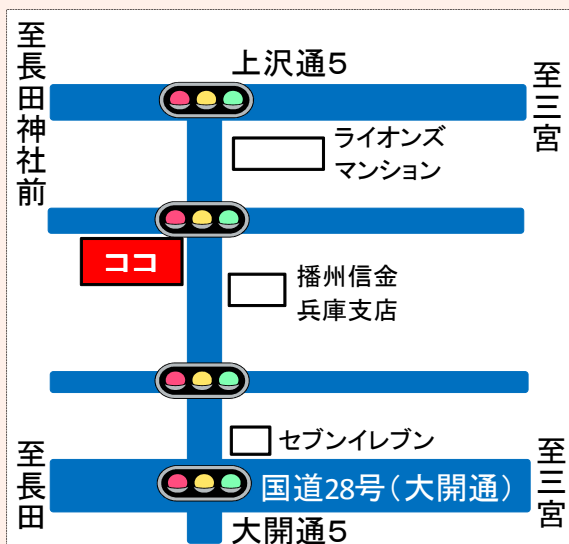 至長田神社前
上沢通5
至三宮
ライオンズ
マンション
ココ
播州信金
兵庫支店
セブンイレブン
至長田
国道28号(大開通)
至三宮
大開通5